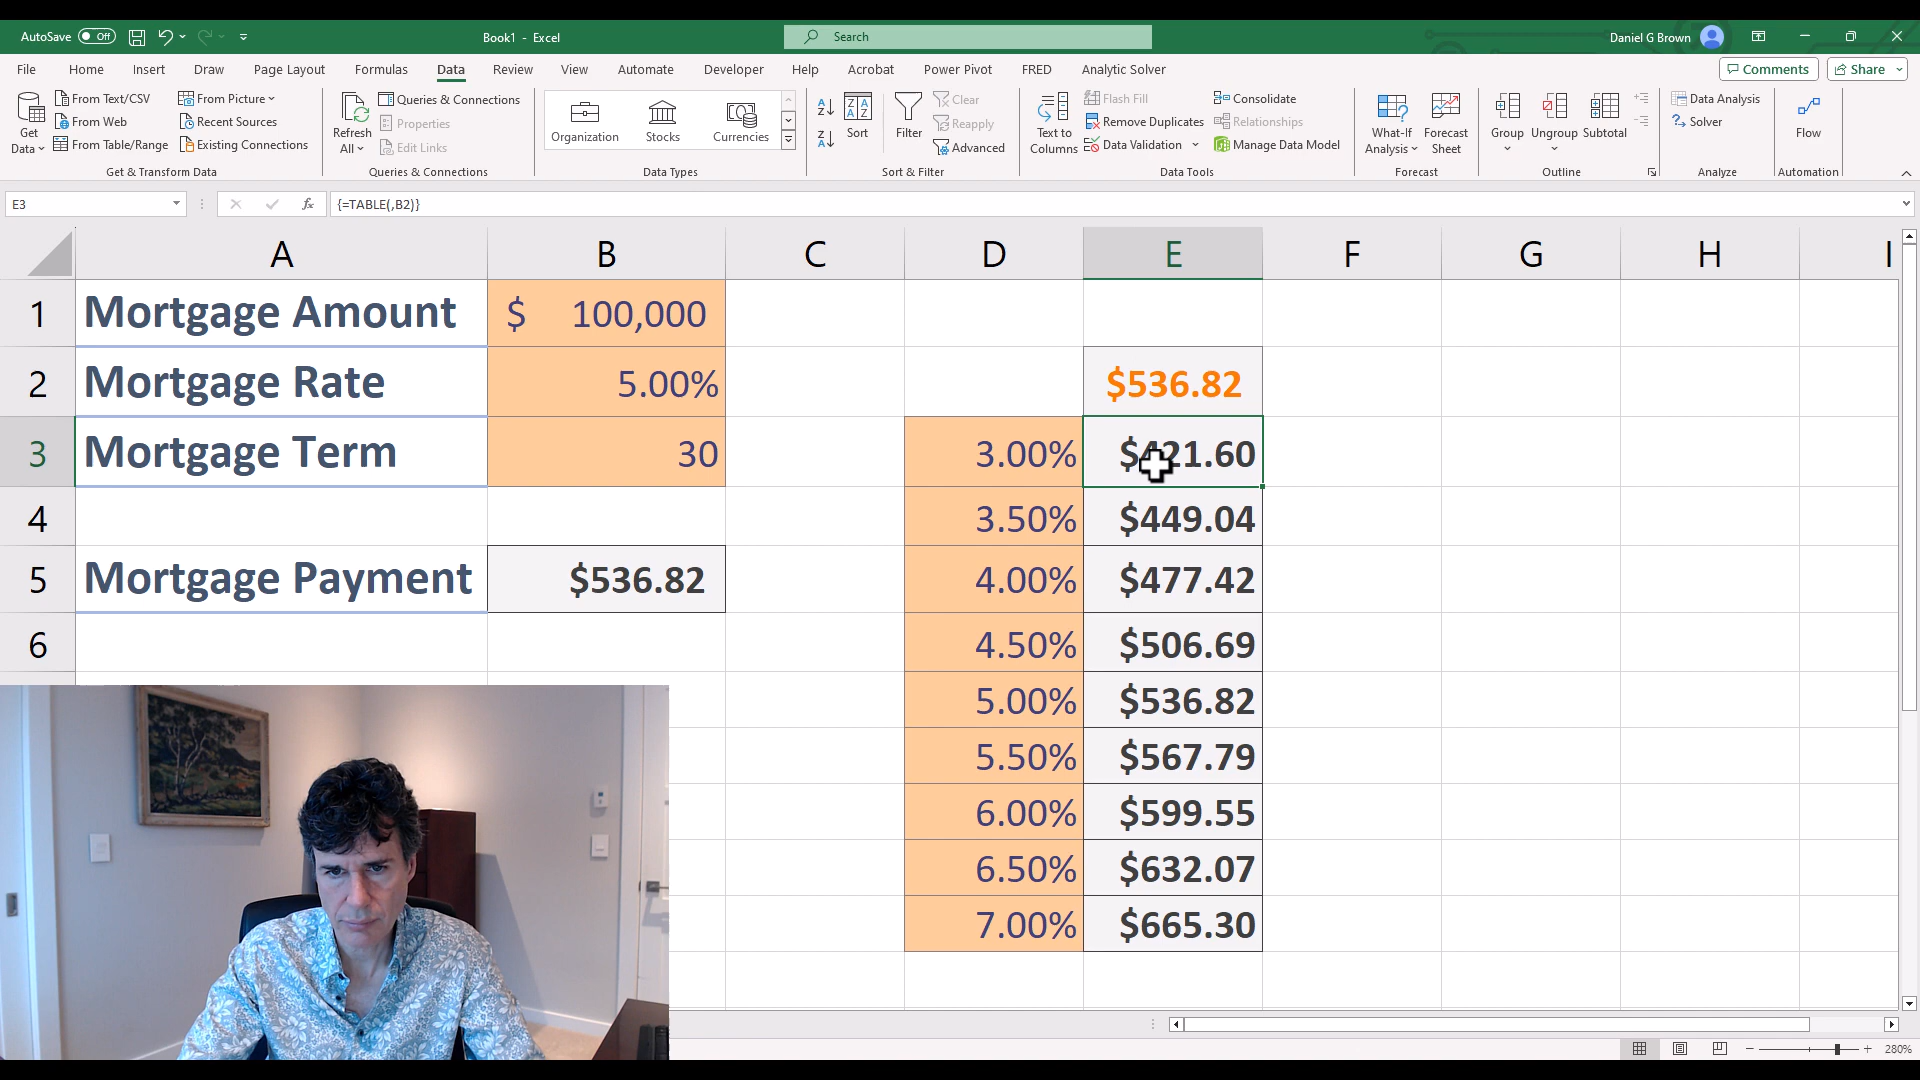 AutoSave Off Book1 - Excel Search Daniel G Brown
File Home Insert Draw Page Layout Formulas Data Review View Automate Developer Help Acrobat Power Pivot FRED Analytic Solver Comments Share
Get Data
From Text/CSV
From Web
From Table/Range
From Picture
Recent Sources
Existing Connections
Get & Transform Data
Refresh All
Queries & Connections
Properties
Edit Links
Queries & Connections
Organization Stocks Currencies
Data Types
A Z
Z A
Z A A Z
Sort
Filter
Clear
Reapply
Advanced
Sort & Filter
Text to Columns
Flash Fill
Remove Duplicates
Data Validation
Consolidate
Relationships
Manage Data Model
Data Tools
What-If Analysis
Forecast Sheet
Forecast
Group Ungroup Subtotal
Outline
Data Analysis
Solver
Analyze
Flow
Automation
E3 fx {=TABLE(,B2)}
A B C D E F G H I
1 Mortgage Amount $ 100,000
2 Mortgage Rate 5.00% $536.82
3 Mortgage Term 30 3.00% $421.60
4 3.50% $449.04
5 Mortgage Payment $536.82 4.00% $477.42
6 4.50% $506.69
5.00% $536.82
5.50% $567.79
6.00% $599.55
6.50% $632.07
7.00% $665.30
280%